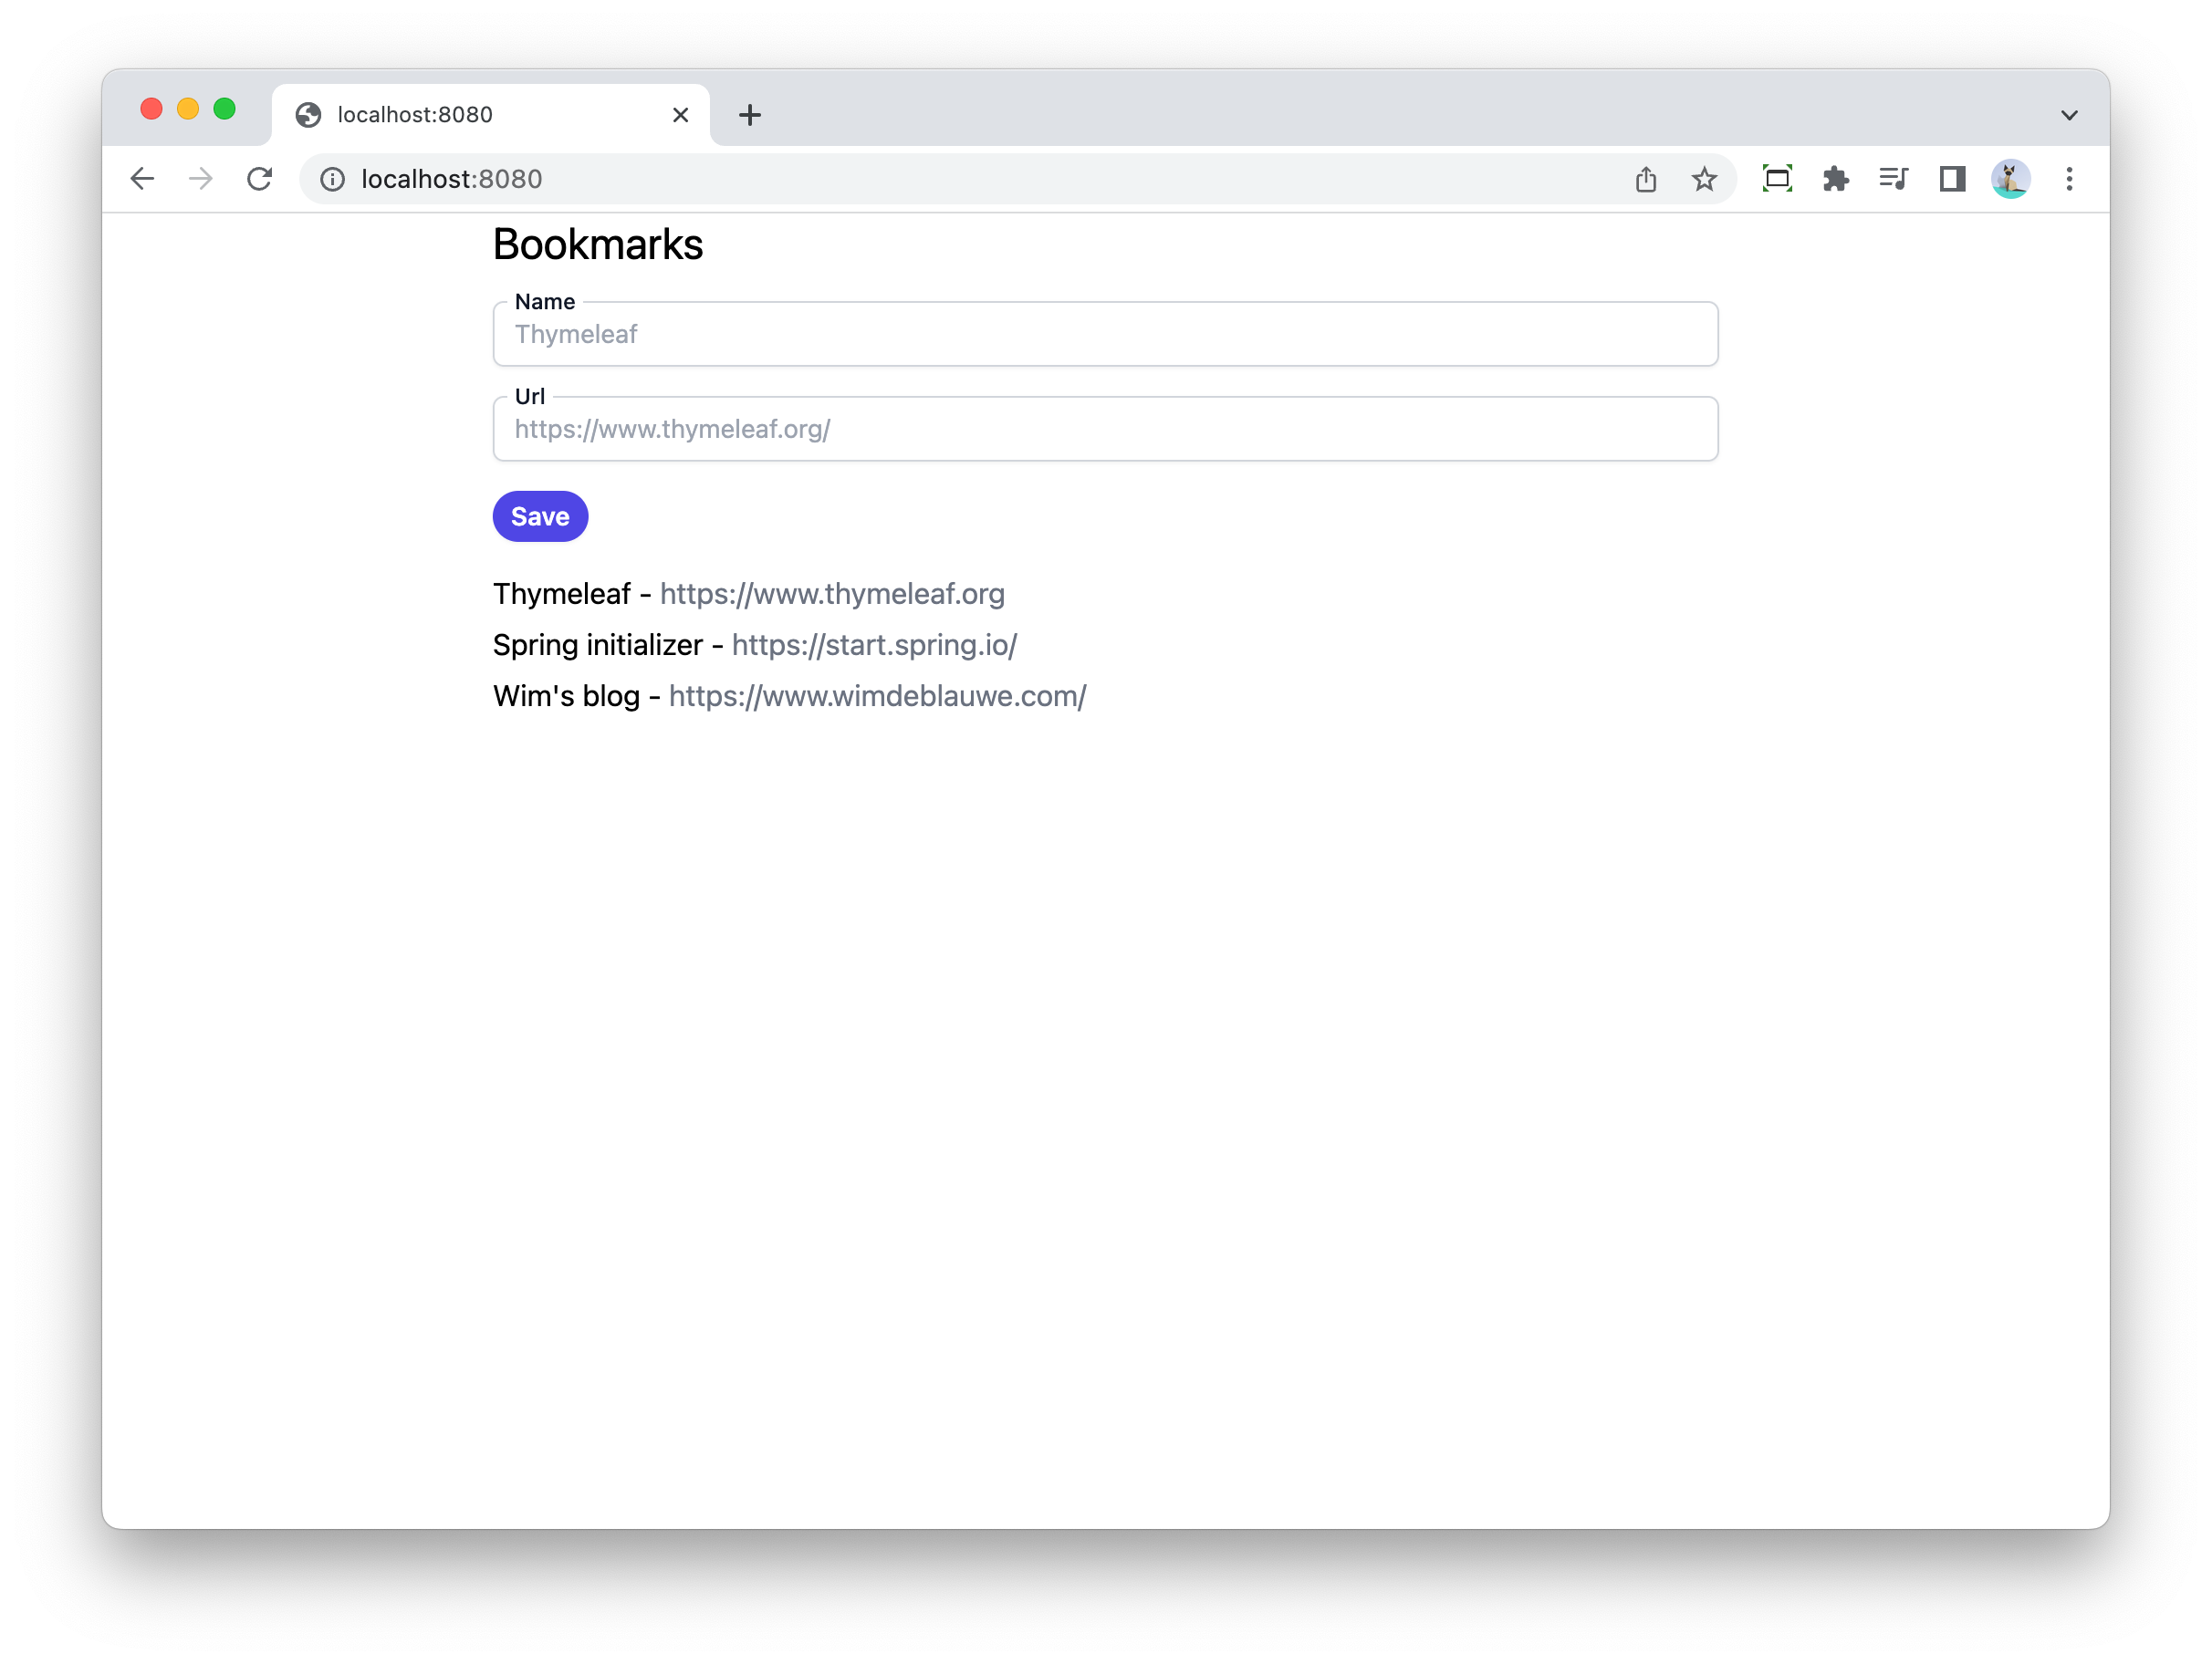 localhost:8080
localhost:8080
Bookmarks
Name
Thymeleaf
Url
https://www.thymeleaf.org/
Save
Thymeleaf - https://www.thymeleaf.org
Spring initializer - https://start.spring.io/
Wim's blog - https://www.wimdeblauwe.com/